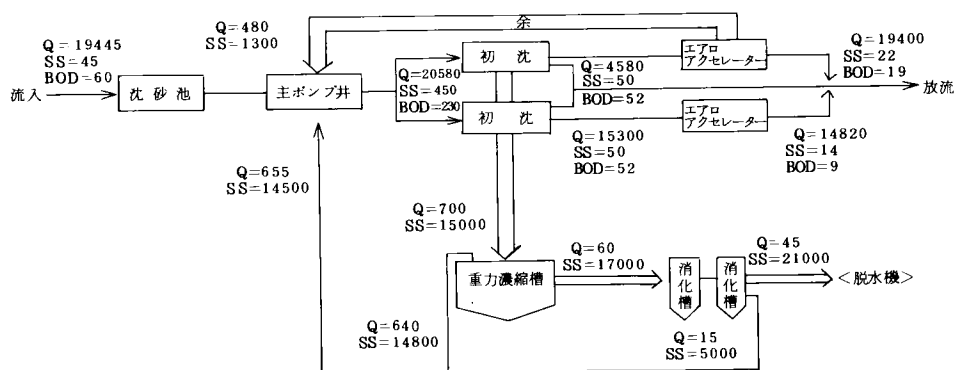 Q=480
SS=1300
余
Q=19445
SS=45
BOD=60
流入
沈砂池
主ポンプ井
Q=20580
SS=450
BOD=230
初沈
初沈
Q=4580
SS=50
BOD=52
エアロ
アクセレーター
Q=19400
SS=22
BOD=19
放流
エアロ
アクセレーター
Q=15300
SS=50
BOD=52
Q=14820
SS=14
BOD=9
Q=655
SS=14500
Q=700
SS=15000
重力濃縮槽
Q=60
SS=17000
消化槽
消化槽
Q=45
SS=21000
<脱水機>
Q=640
SS=14800
Q=15
SS=5000